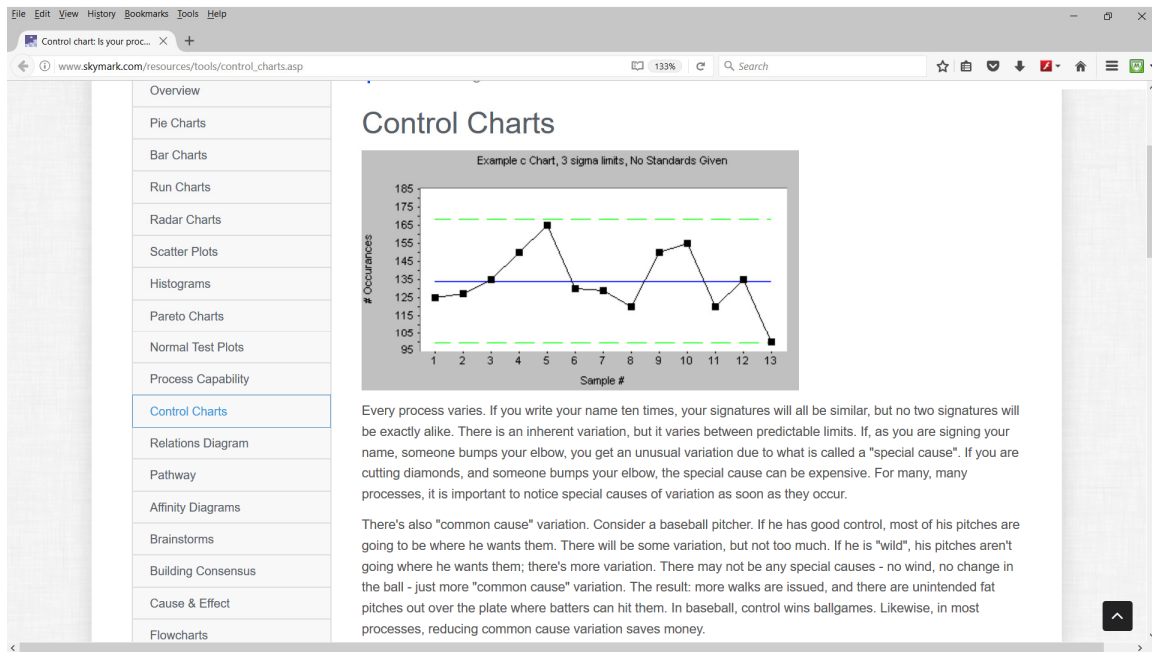 File Edit View History Bookmarks Tools Help
Control chart: Is your proc...
www.skymark.com/resources/tools/control_charts.asp
133%
Search
Overview
Pie Charts
Bar Charts
Run Charts
Radar Charts
Scatter Plots
Histograms
Pareto Charts
Normal Test Plots
Process Capability
Control Charts
Relations Diagram
Pathway
Affinity Diagrams
Brainstorms
Building Consensus
Cause & Effect
Flowcharts
Control Charts
Example c Chart, 3 sigma limits, No Standards Given
# Occurances
185
175
165
155
145
135
125
115
105
95
1 2 3 4 5 6 7 8 9 10 11 12 13
Sample #
Every process varies. If you write your name ten times, your signatures will all be similar, but no two signatures will
be exactly alike. There is an inherent variation, but it varies between predictable limits. If, as you are signing your
name, someone bumps your elbow, you get an unusual variation due to what is called a "special cause". If you are
cutting diamonds, and someone bumps your elbow, the special cause can be expensive. For many, many
processes, it is important to notice special causes of variation as soon as they occur.
There's also "common cause" variation. Consider a baseball pitcher. If he has good control, most of his pitches are
going to be where he wants them. There will be some variation, but not too much. If he is "wild", his pitches aren't
going where he wants them; there's more variation. There may not be any special causes - no wind, no change in
the ball - just more "common cause" variation. The result: more walks are issued, and there are unintended fat
pitches out over the plate where batters can hit them. In baseball, control wins ballgames. Likewise, in most
processes, reducing common cause variation saves money.